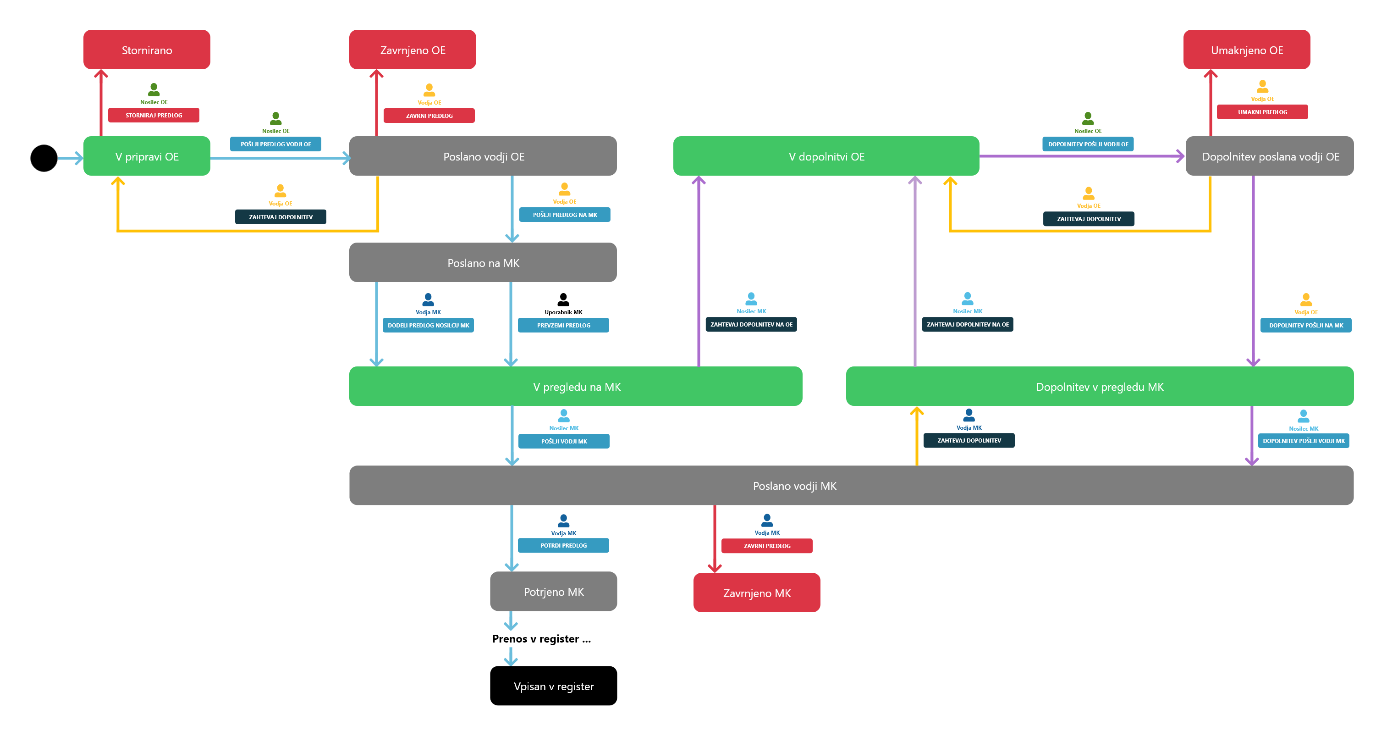 Stornirano
Zavrnjeno OE
Umaknjeno OE
Nosilec OE
STORNIRAJ PREDLOG
Vodja OE
ZAVRNI PREDLOG
Vodja OE
UMAKNI PREDLOG
Nosilec OE
POŠLJI PREDLOG VODJI OE
Nosilec OE
DOPOLNITEV POŠLJI VODJI OE
V pripravi OE
Poslano vodji OE
V dopolnitvi OE
Dopolnitev poslana vodji OE
Vodja OE
ZAHTEVAJ DOPOLNITEV
Vodja OE
POŠLJI PREDLOG NA MK
Vodja OE
ZAHTEVAJ DOPOLNITEV
Poslano na MK
Vodja MK
DODELI PREDLOG NOSILCU MK
Uporabnik MK
PREVZEMI PREDLOG
Nosilec MK
ZAHTEVAJ DOPOLNITEV NA OE
Nosilec MK
ZAHTEVAJ DOPOLNITEV NA OE
Vodja OE
DOPOLNITEV POŠLJI NA MK
V pregledu na MK
Dopolnitev v pregledu MK
Nosilec MK
POŠLJI VODJI MK
Vodja MK
ZAHTEVAJ DOPOLNITEV
Nosilec MK
DOPOLNITEV POŠLJI VODJI MK
Poslano vodji MK
Vodja MK
POTRDI PREDLOG
Vodja MK
ZAVRNI PREDLOG
Potrjeno MK
Zavrnjeno MK
Prenos v register ...
Vpisan v register